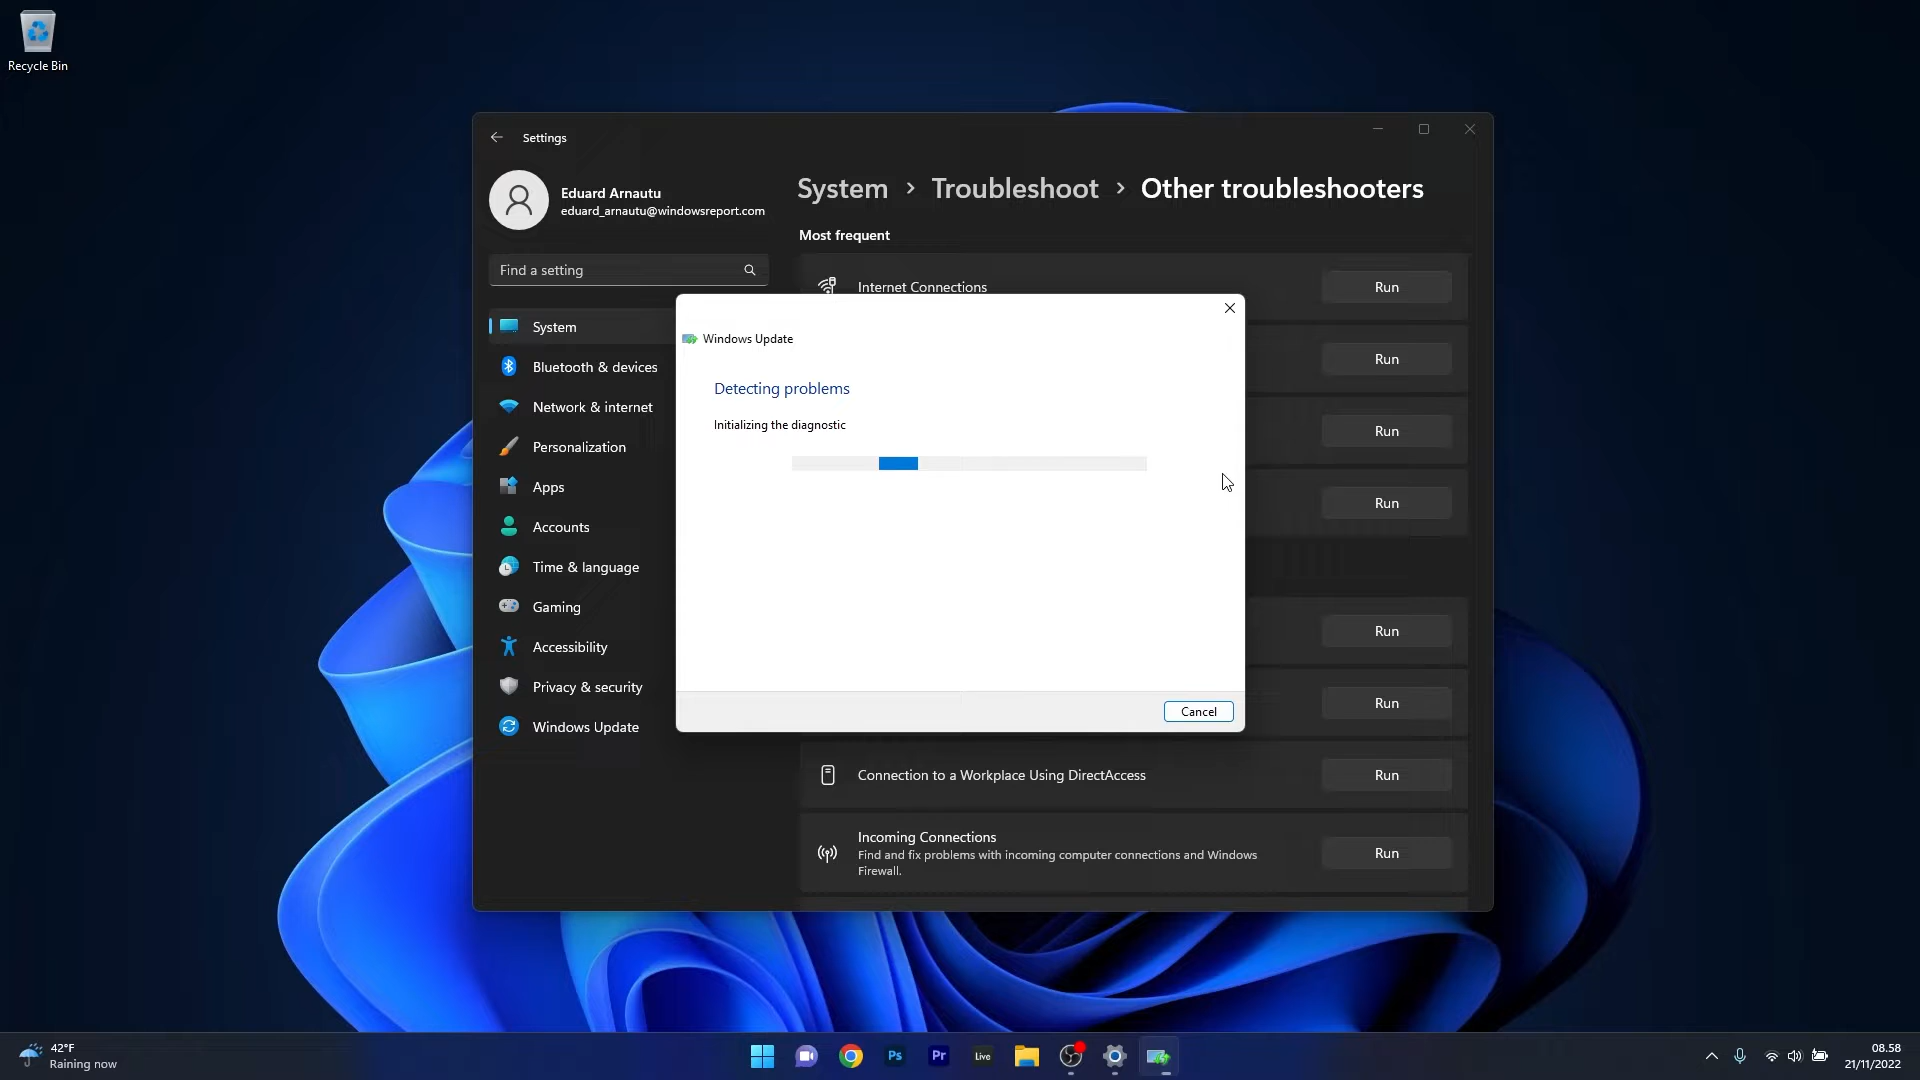 Recycle Bin
Settings
Eduard Arnautu
eduard_arnautu@windowsreport.com
Find a setting
System
Bluetooth & devices
Network & internet
Personalization
Apps
Accounts
Time & language
Gaming
Accessibility
Privacy & security
Windows Update
System > Troubleshoot > Other troubleshooters
Most frequent
Internet Connections
Run
Run
Run
Run
Run
Run
Connection to a Workplace Using DirectAccess
Run
Incoming Connections
Find and fix problems with incoming computer connections and Windows
Firewall.
Run
Windows Update
Detecting problems
Initializing the diagnostic
Cancel
42°F
Raining now
Ps
Pr
Live
08.58
21/11/2022